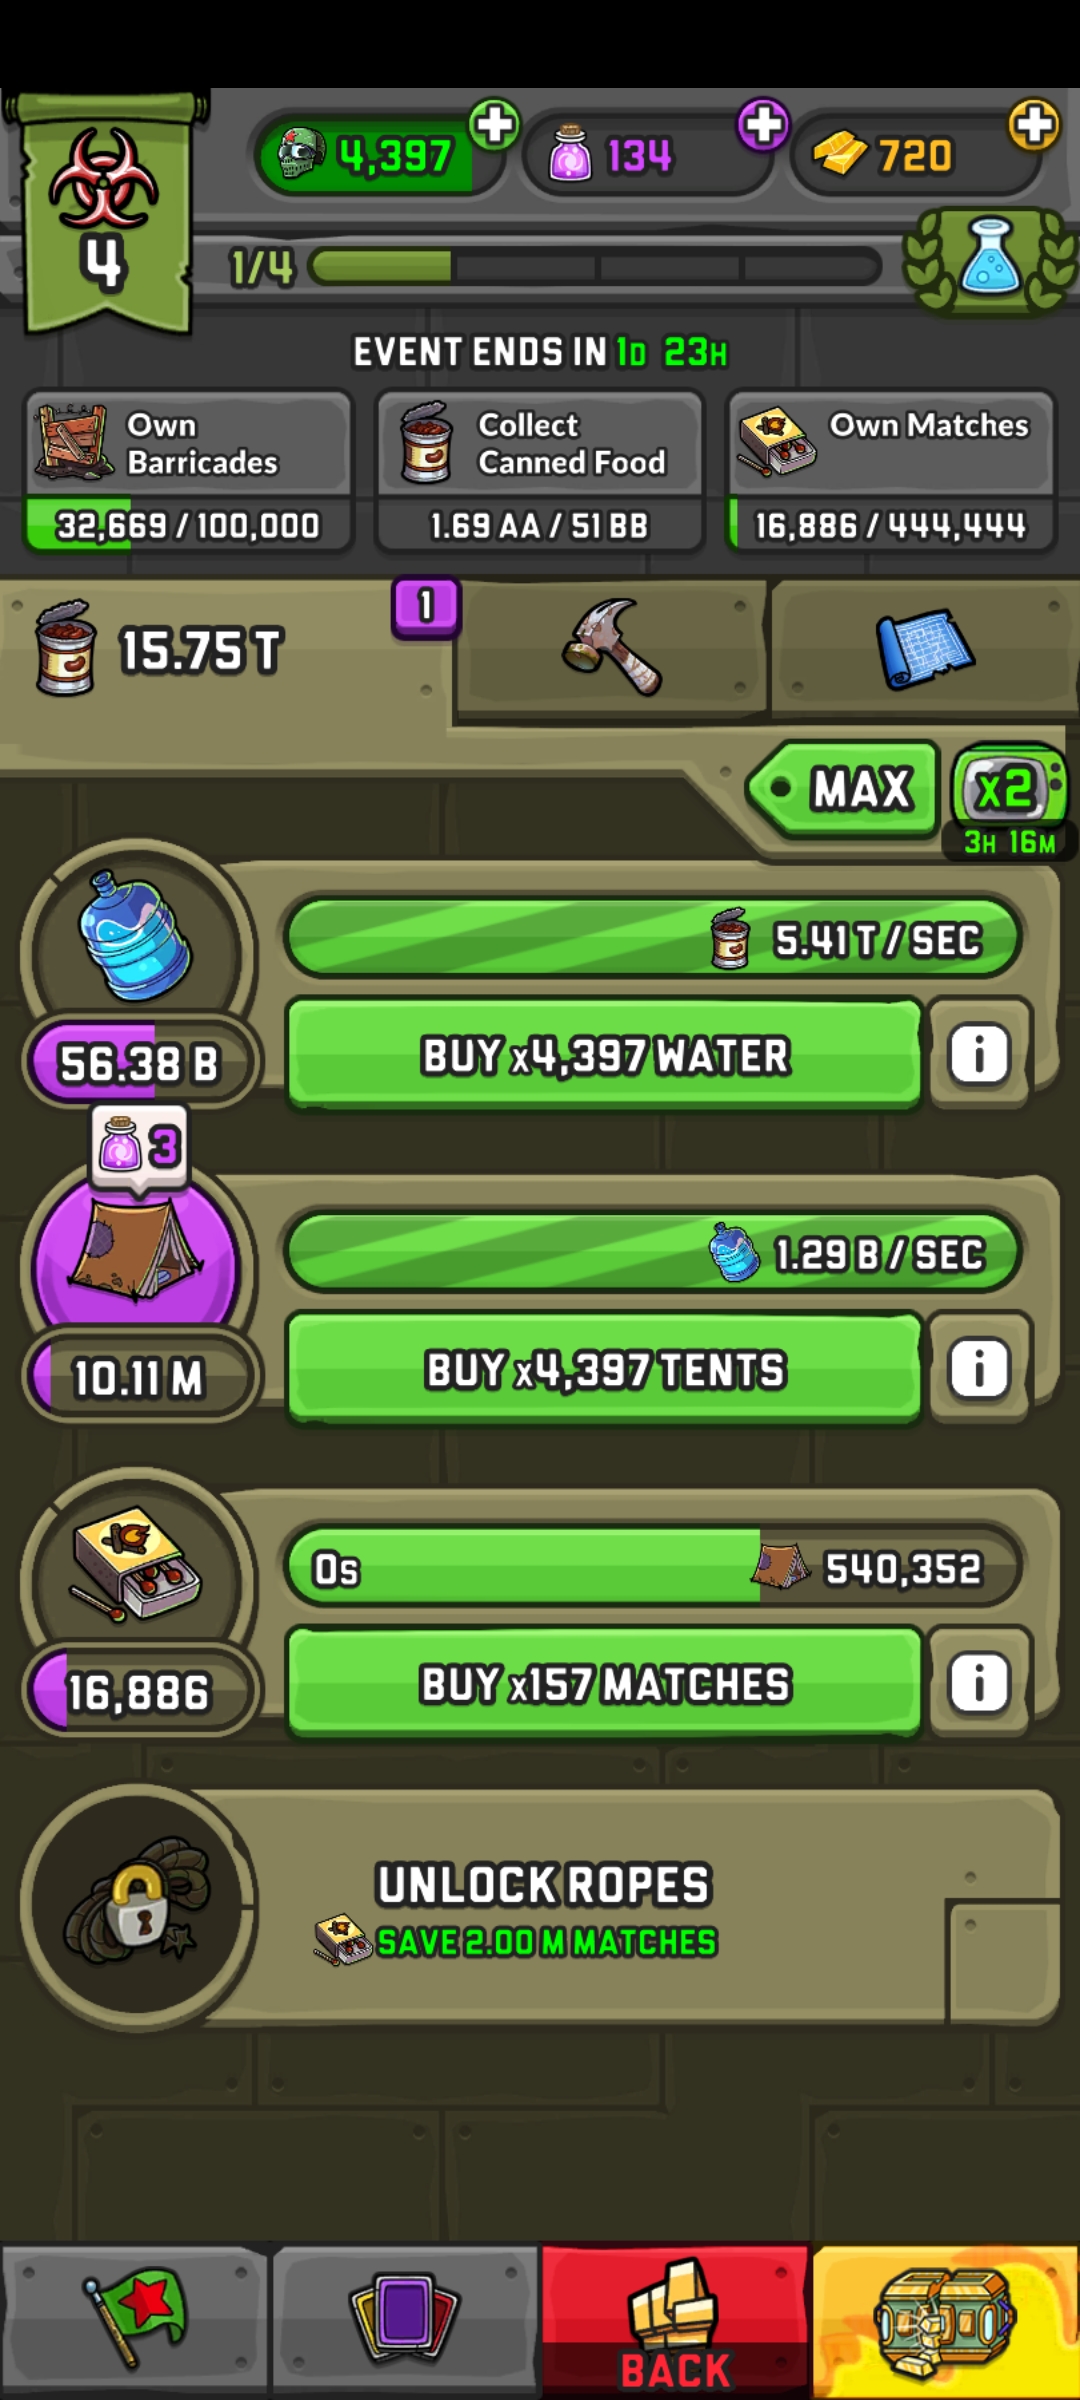 4,397
134
720
4
1/4
EVENT ENDS IN 1D 23H
Own
Barricades
32,669 / 100,000
Collect
Canned Food
1.69 AA / 51 BB
Own Matches
16,886 / 444,444
15.75 T
1
MAX
x2
3H 16M
5.41 T / SEC
56.38 B
BUY x4,397 WATER
i
3
1.29 B / SEC
10.11 M
BUY x4,397 TENTS
i
0s
540,352
16,886
BUY x157 MATCHES
i
UNLOCK ROPES
SAVE 2.00 M MATCHES
BACK